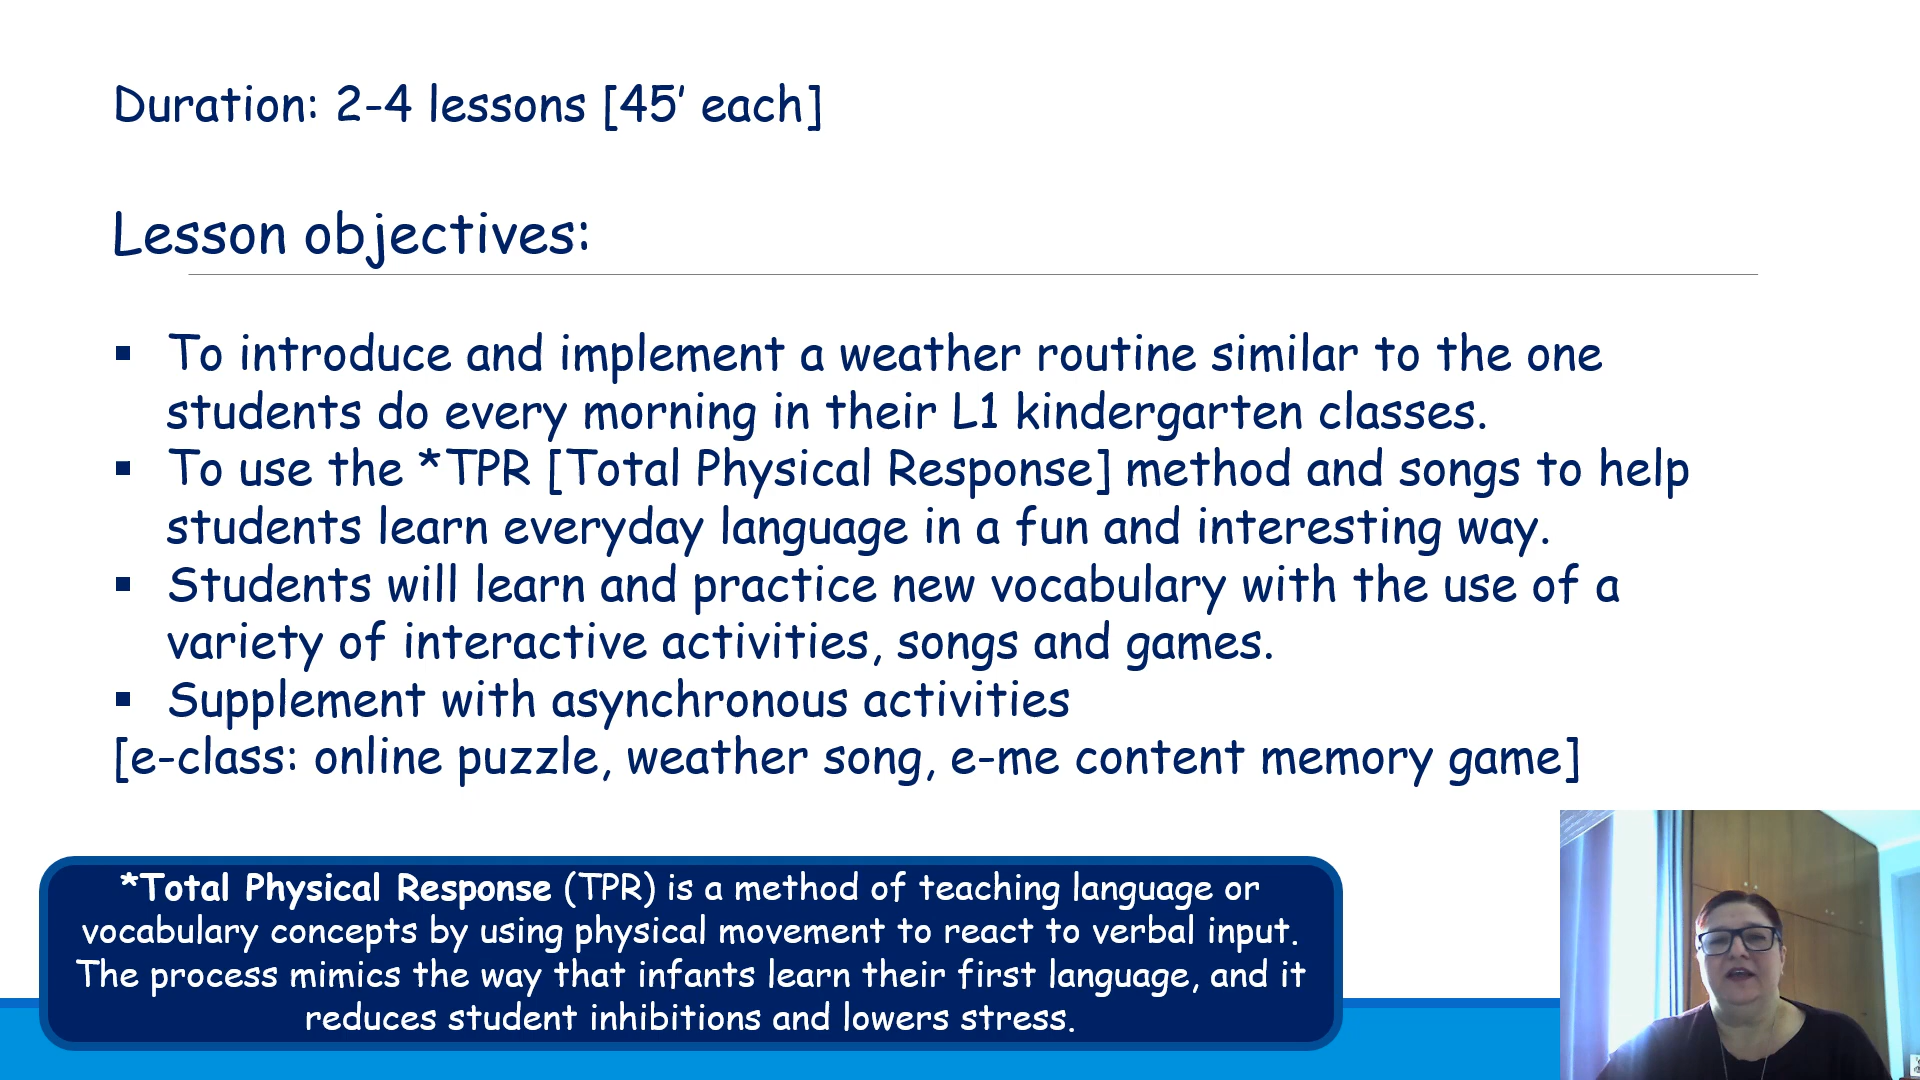 Duration: 2-4 lessons [45’ each]
Lesson objectives:
▪ To introduce and implement a weather routine similar to the one
students do every morning in their L1 kindergarten classes.
▪ To use the *TPR [Total Physical Response] method and songs to help
students learn everyday language in a fun and interesting way.
▪ Students will learn and practice new vocabulary with the use of a
variety of interactive activities, songs and games.
▪ Supplement with asynchronous activities
[e-class: online puzzle, weather song, e-me content memory game]
*Total Physical Response (TPR) is a method of teaching language or
vocabulary concepts by using physical movement to react to verbal input.
The process mimics the way that infants learn their first language, and it
reduces student inhibitions and lowers stress.